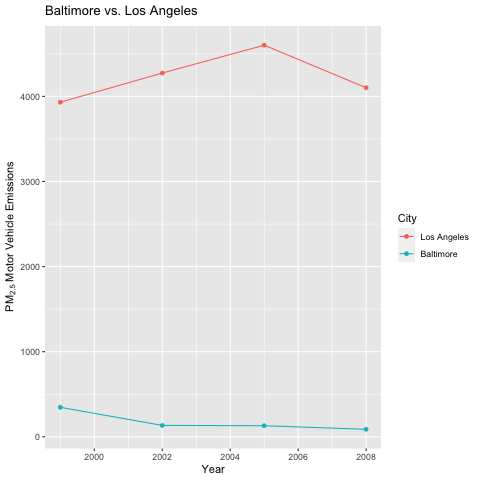 Baltimore vs. Los Angeles
PM2.5 Motor Vehicle Emissions
4000
3000
2000
1000
0
2000 2002 2004 2006 2008
Year
City
Los Angeles
Baltimore